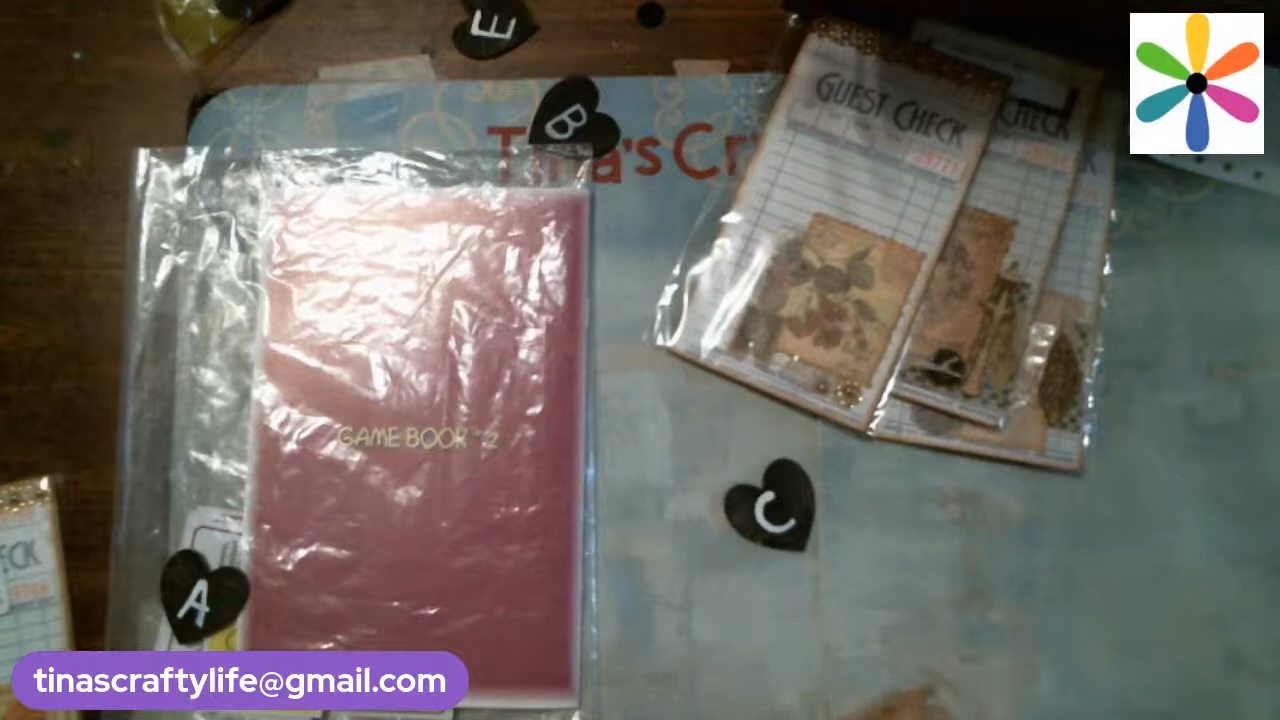 E
B
Tina's Cr
GUEST CHECK
CHECK
GAME BOOK #2
C
A
ECK
tinascraftylife@gmail.com